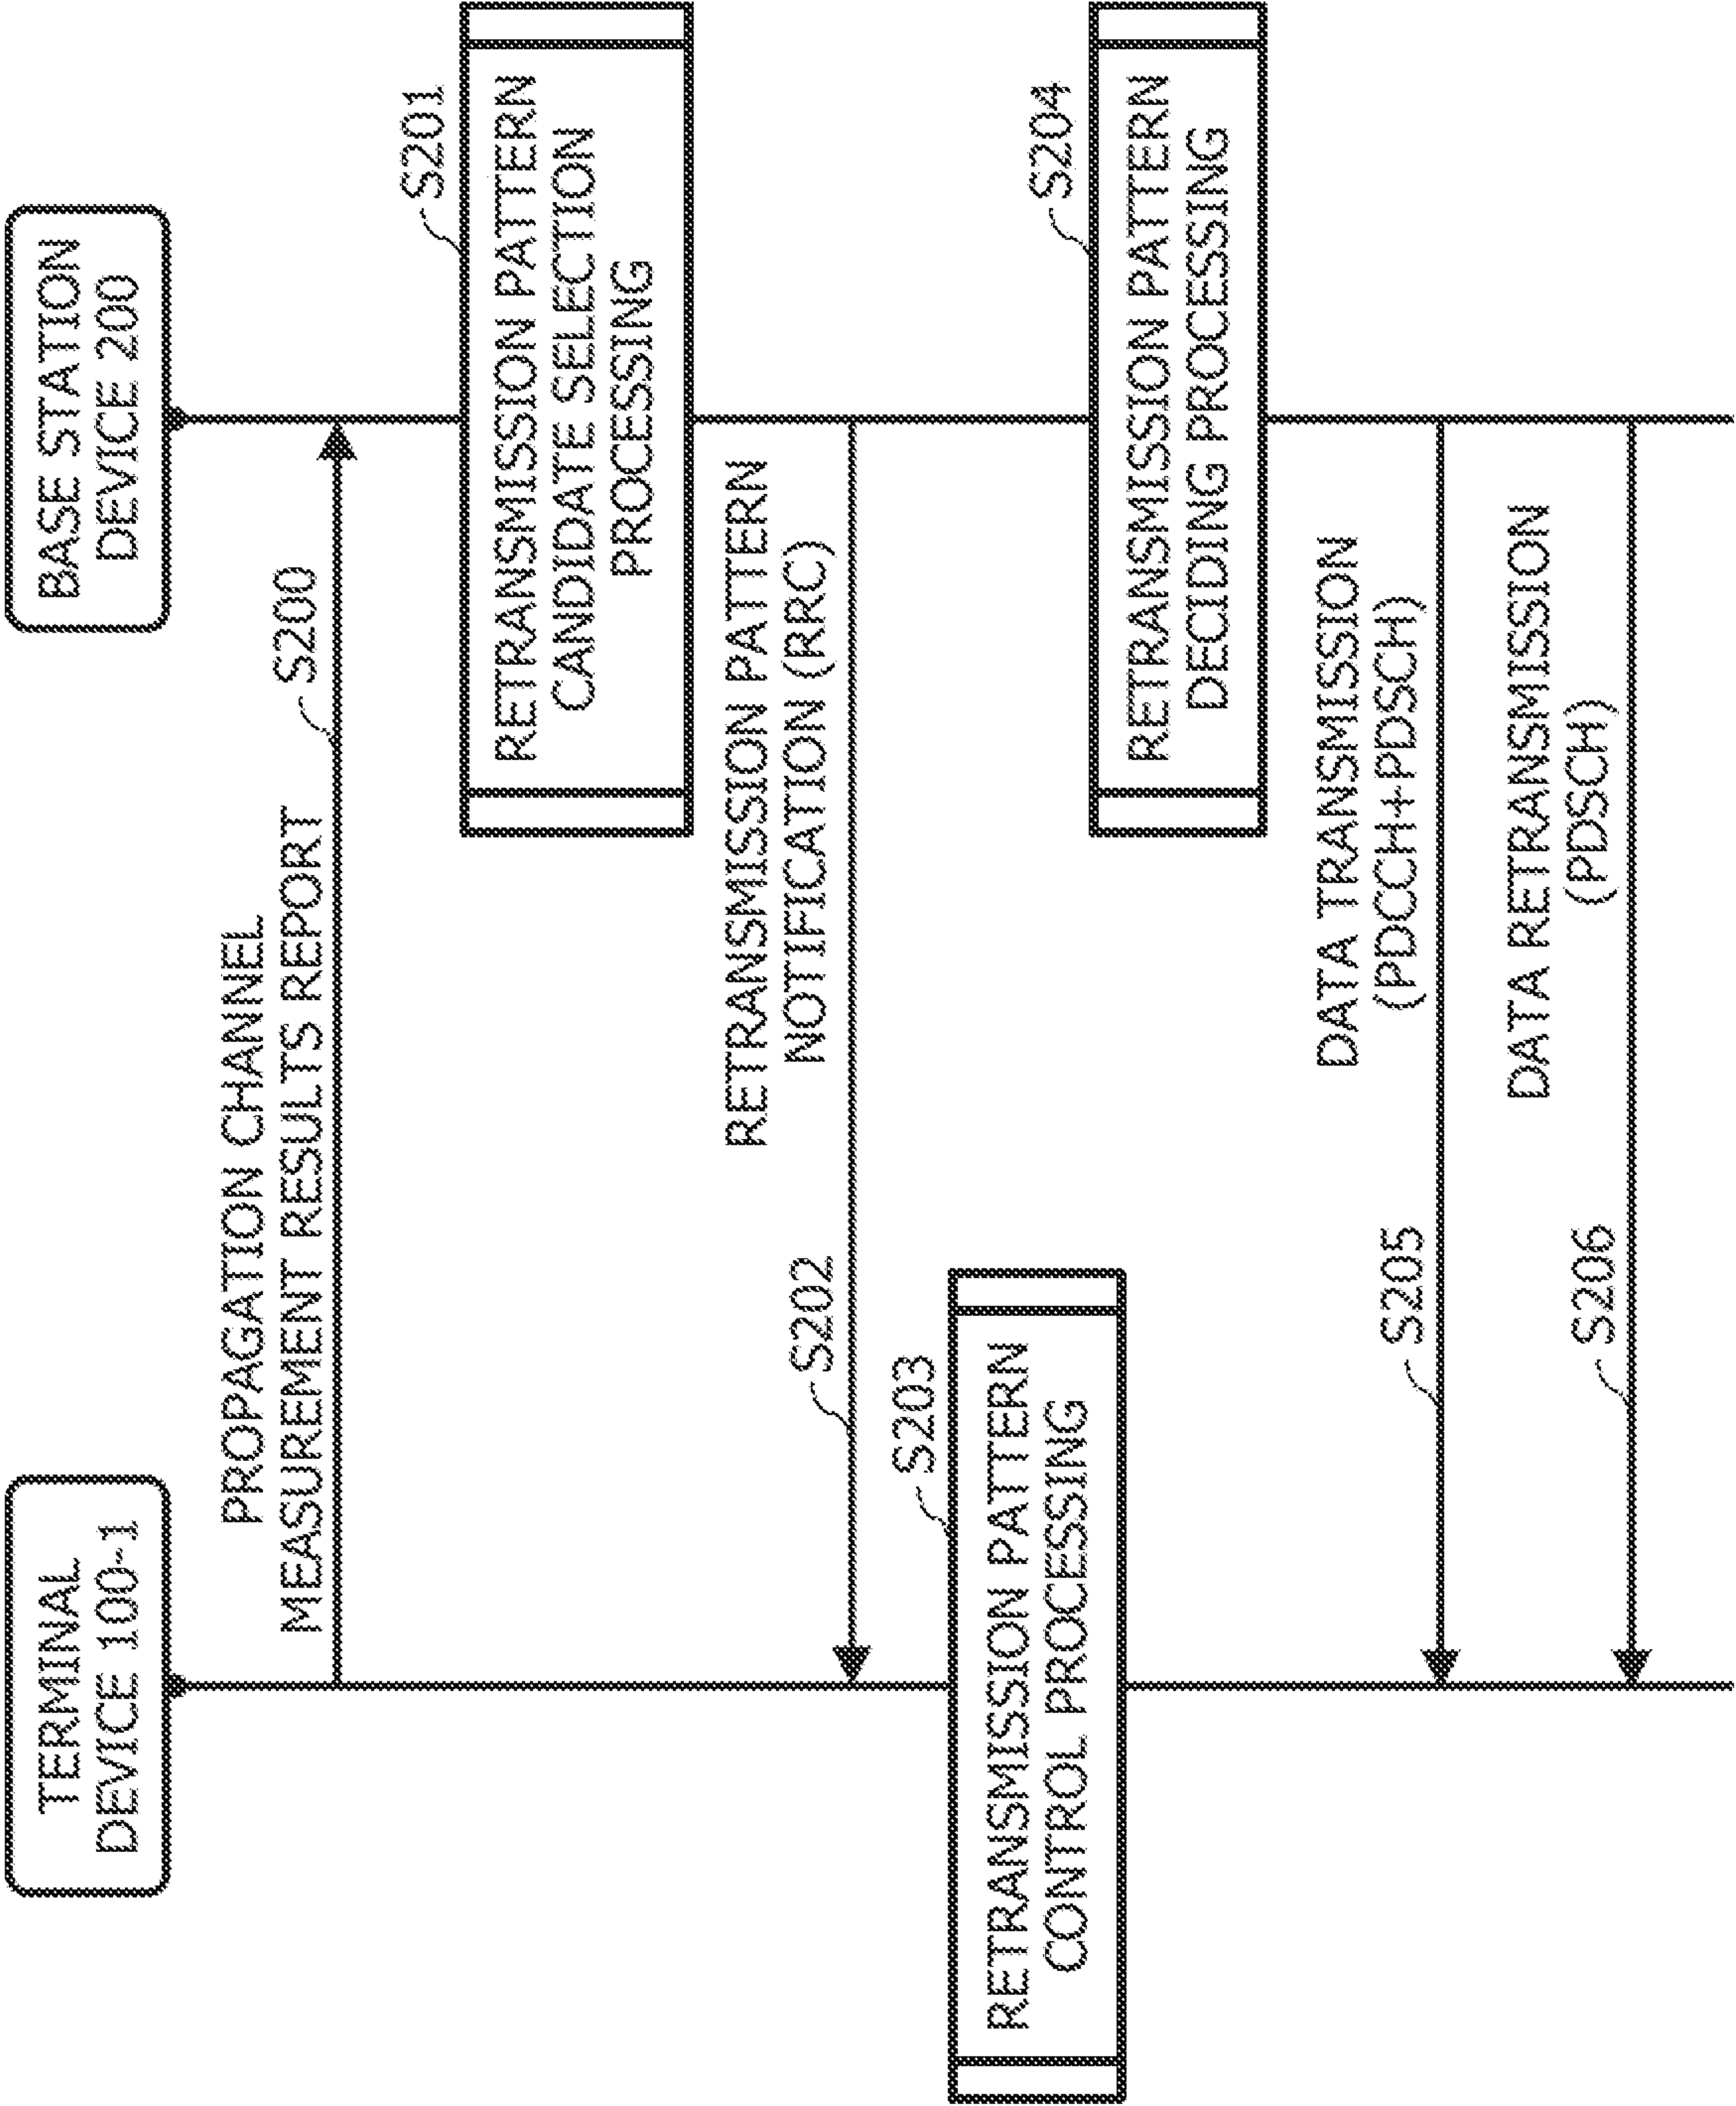 TERMINAL
DEVICE 100-1
BASE STATION
DEVICE 200
PROPAGATION CHANNEL
MEASUREMENT RESULTS REPORT
S200
S201
RETRANSMISSION PATTERN
CANDIDATE SELECTION
PROCESSING
RETRANSMISSION PATTERN
NOTIFICATION (RRC)
S202
S203
RETRANSMISSION PATTERN
CONTROL PROCESSING
S204
RETRANSMISSION PATTERN
DECIDING PROCESSING
DATA TRANSMISSION
(PDCCH+PDSCH)
S205
DATA RETRANSMISSION
(PDSCH)
S206